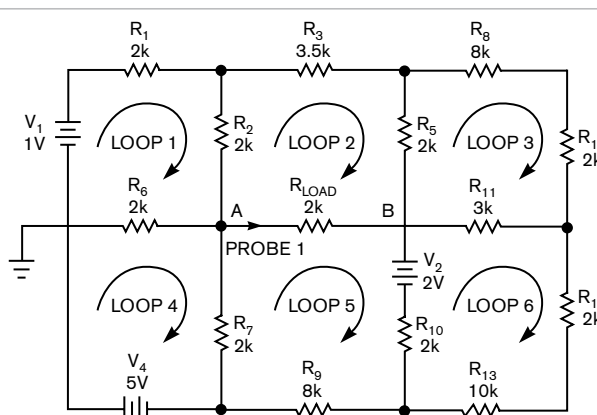 R1
2k
R3
3.5k
R8
8k
V1
1V
LOOP 1
R2
2k
LOOP 2
R5
2k
LOOP 3
2k
R6
2k
A
RLOAD
2k
B
R11
3k
PROBE 1
V2
2V
LOOP 4
R7
2k
LOOP 5
R10
2k
LOOP 6
2k
V4
5V
R9
8k
R13
10k